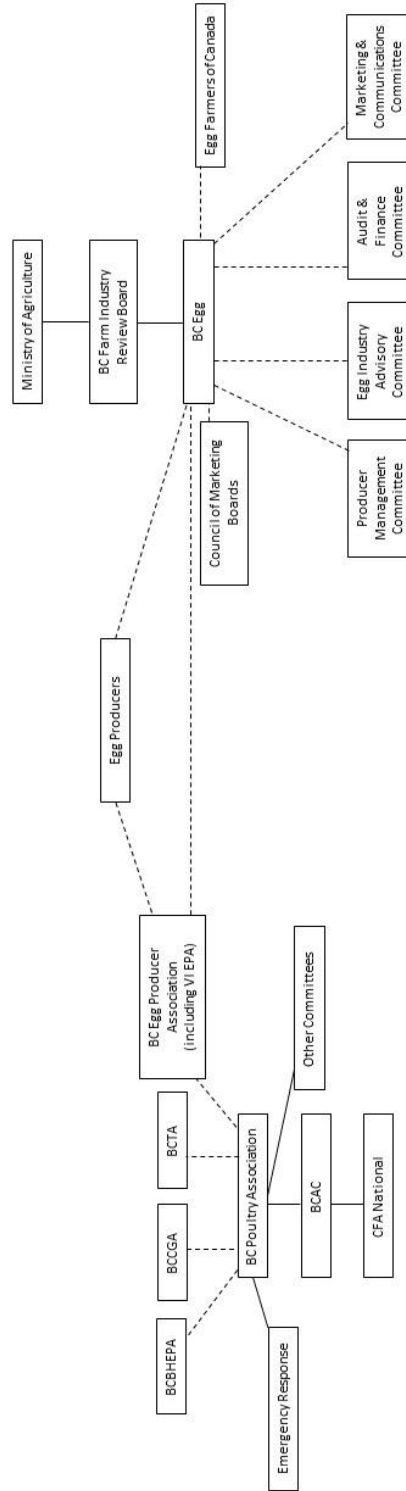 Ministry of Agriculture
BC Farm Industry
Review Board
BC Egg
Egg Farmers of Canada
Council of Marketing
Boards
Producer
Management
Committee
Egg Industry
Advisory
Committee
Audit &
Finance
Committee
Marketing &
Communications
Committee
Egg Producers
BC Egg Producer
Association
(including VI EPA)
BCBHEPA
BCCGA
BCTA
BC Poultry Association
Emergency Response
BCAC
Other Committees
CFA National